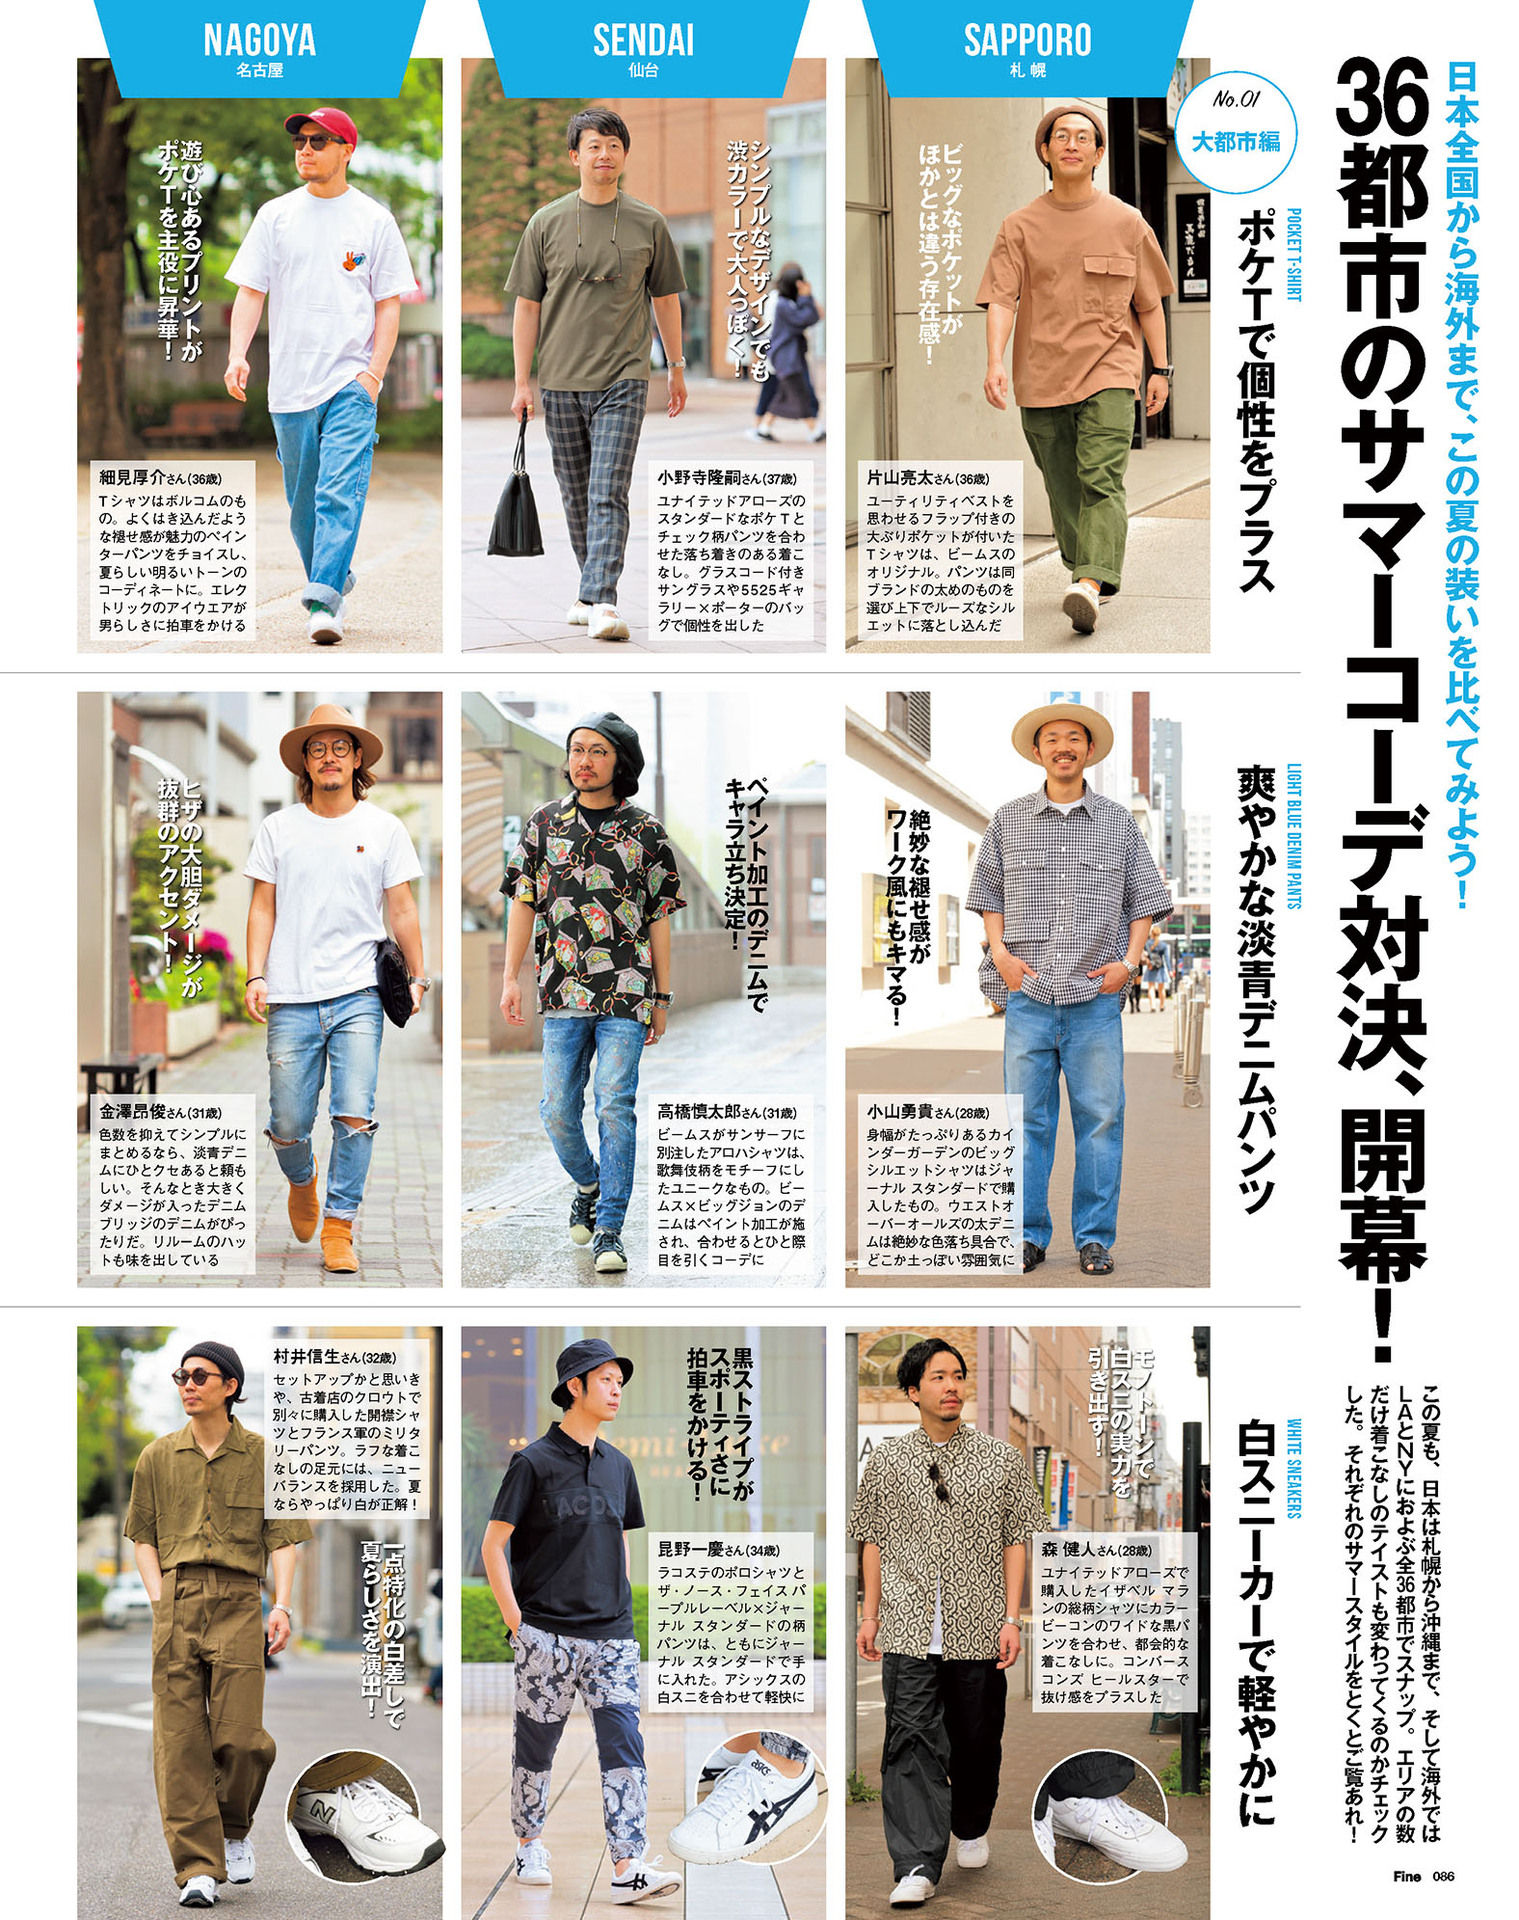 日本全国から海外まで、この夏の装いを比べてみよう！
36都市のサマーコーデ対決、開幕！
この夏も、日本は札幌から沖縄まで、そして海外では
LAとNYにおよぶ全36都市でスナップ。エリアの数
だけ着こなしのテイストも変わってくるのかチェック
した。それぞれのサマースタイルをとくとご覧あれ！
No.01
大都市編
SAPPORO
札幌
SENDAI
仙台
NAGOYA
名古屋
POCKET T-SHIRT
ポケTで個性をプラス
ビッグなポケットが
ほかとは違う存在感！
片山亮太さん(36歳)
ユーティリティベストを
思わせるフラップ付きの
大ぶりポケットが付いた
Tシャツは、ビームスの
オリジナル。パンツは同
ブランドの太めのものを
選び上下でルーズなシル
エットに落とし込んだ
シンプルなデザインでも
渋カラーで大人っぽく！
小野寺隆嗣さん(37歳)
ユナイテッドアローズの
スタンダードなポケTと
チェック柄パンツを合わ
せた落ち着きのある着こ
なし。グラスコード付き
サングラスや5525ギャ
ラリー×ポーターのバッ
グで個性を出した
遊び心あるプリントが
ポケTを主役に昇華！
細見厚介さん(36歳)
Tシャツはボルコムのも
の。よくはき込んだよう
な褪せ感が魅力のペイン
ターパンツをチョイスし、
夏らしい明るいトーンの
コーディネートに。エレク
トリックのアイウエアが
男らしさに拍車をかける
LIGHT BLUE DENIM PANTS
爽やかな淡青デニムパンツ
絶妙な褪せ感が
ワーク風にもキマる！
小山勇貴さん(28歳)
身幅がたっぷりあるカイ
ンダーガーデンのビッグ
シルエットシャツはジャ
ーナル スタンダードで購
入したもの。ウエストオ
ーバーオールズの太デニ
ムは絶妙な色落ち具合で、
どこか土っぽい雰囲気に
ペイント加工のデニムで
キャラ立ち決定！
高橋慎太郎さん(31歳)
ビームスがサンサーフに
別注したアロハシャツは、
歌舞伎柄をモチーフにし
たユニークなもの。ビー
ムス×ビッグジョンのデ
ニムはペイント加工が施
され、合わせるとひと際
目を引くコーデに
ヒザの大胆ダメージが
抜群のアクセント！
金澤昂俊さん(31歳)
色数を抑えてシンプルに
まとめるなら、淡青デニ
ムにひとクセあると頼も
しい。そんなとき大きく
ダメージが入ったデニム
ブリッジのデニムがぴっ
たりだ。リルームのハッ
トも味を出している
WHITE SNEAKERS
白スニーカーで軽やかに
モノトーンで
白スニの実力を
引き出す！
森 健人さん(28歳)
ユナイテッドアローズで
購入したイザベル マラ
ンの総柄シャツにカラー
ビーコンのワイドな黒パ
ンツを合わせ、都会的な
着こなしに。コンバース
コンズ ヒールスターで
抜け感をプラスした
黒ストライプが
スポーティさに
拍車をかける！
昆野一慶さん(34歳)
ラコステのポロシャツと
ザ・ノース・フェイス パ
ープルレーベル×ジャー
ナル スタンダードの柄
パンツは、ともにジャー
ナル スタンダードで手
に入れた。アシックスの
白スニを合わせて軽快に
asics
村井信生さん(32歳)
セットアップかと思いき
や、古着店のクロウトで
別々に購入した開襟シャ
ツとフランス軍のミリタ
リーパンツ。ラフな着こ
なしの足元には、ニュー
バランスを採用した。夏
ならやっぱり白が正解！
一点特化の白差しで
夏らしさを演出！
N
Fine 086